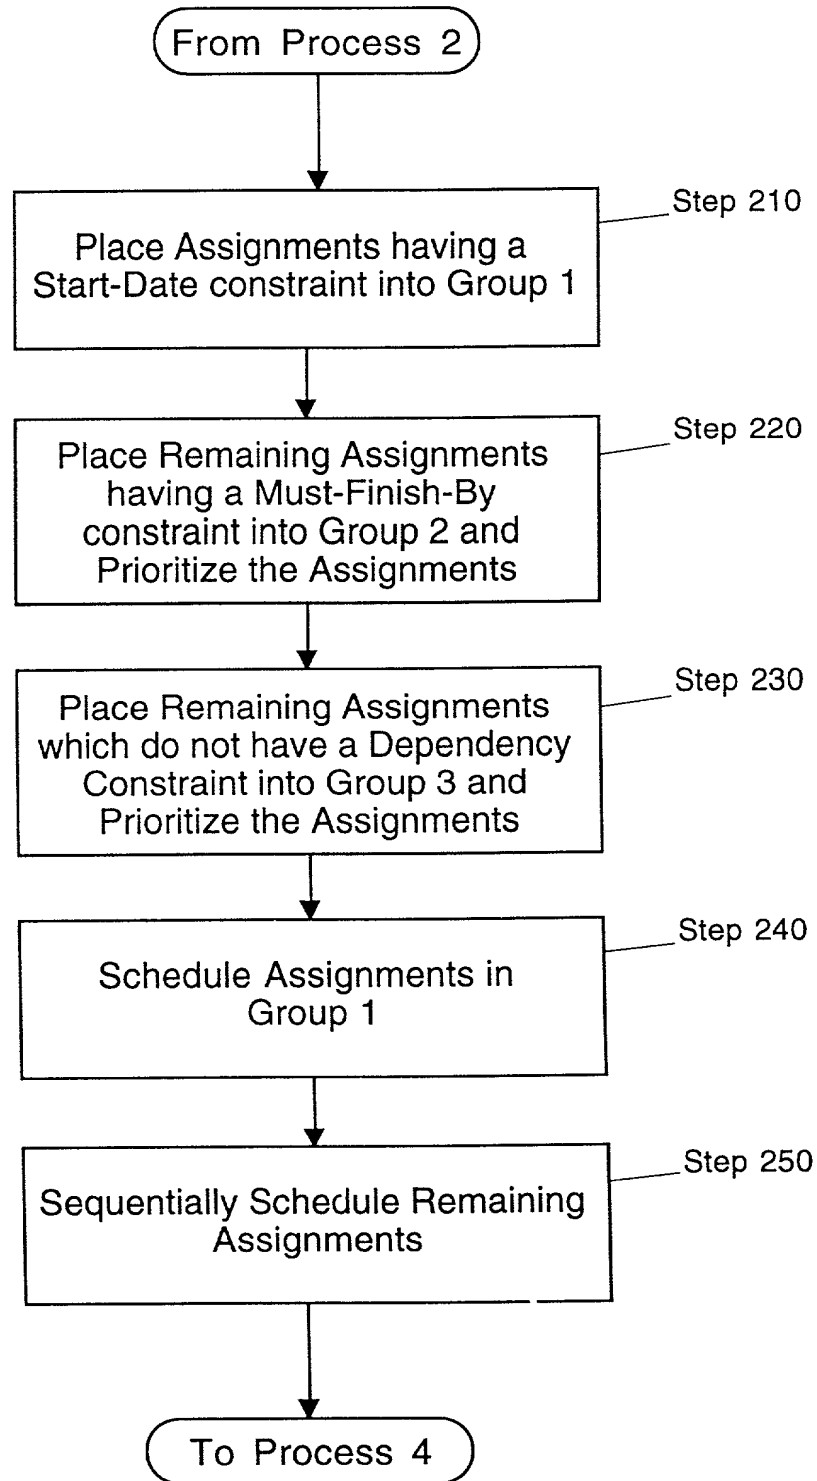 From Process 2
Step 210
Place Assignments having a
Start-Date constraint into Group 1
Step 220
Place Remaining Assignments
having a Must-Finish-By
constraint into Group 2 and
Prioritize the Assignments
Step 230
Place Remaining Assignments
which do not have a Dependency
Constraint into Group 3 and
Prioritize the Assignments
Step 240
Schedule Assignments in
Group 1
Step 250
Sequentially Schedule Remaining
Assignments
To Process 4